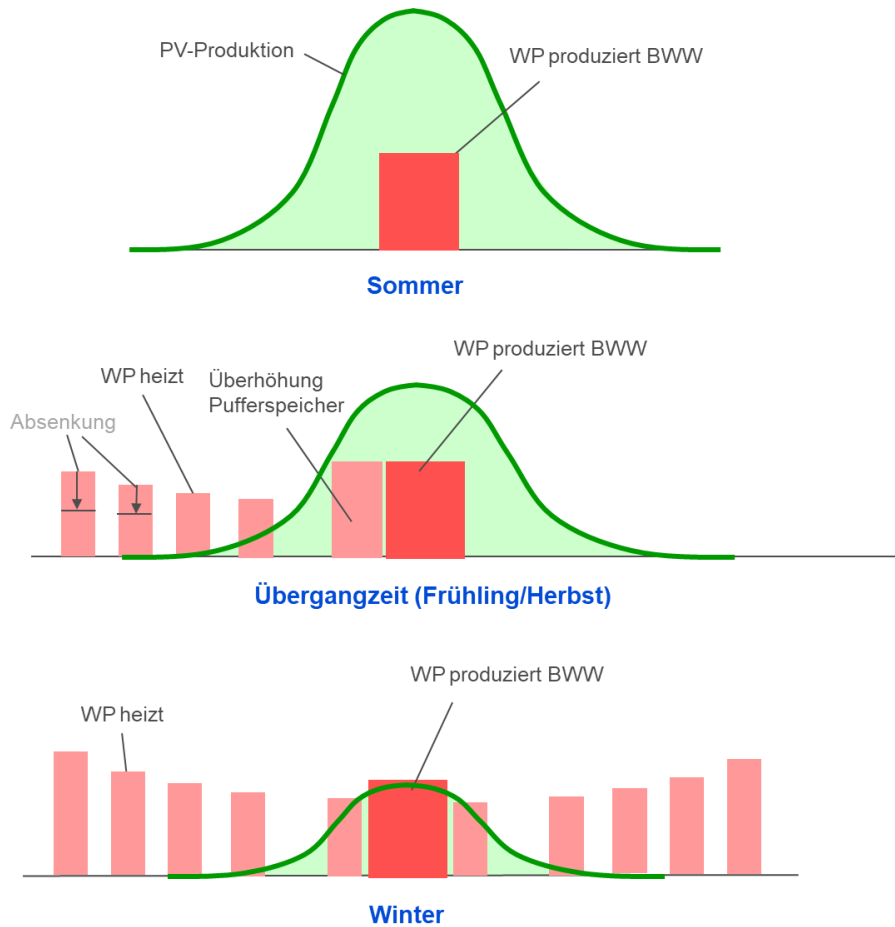 PV-Produktion
WP produziert BWW
Sommer
WP produziert BWW
WP heizt
Überhöhung
Pufferspeicher
Absenkung
Übergangzeit (Frühling/Herbst)
WP produziert BWW
WP heizt
Winter